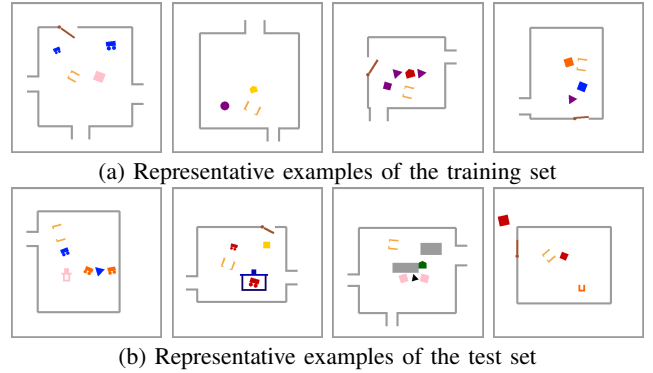 (a) Representative examples of the training set
(b) Representative examples of the test set